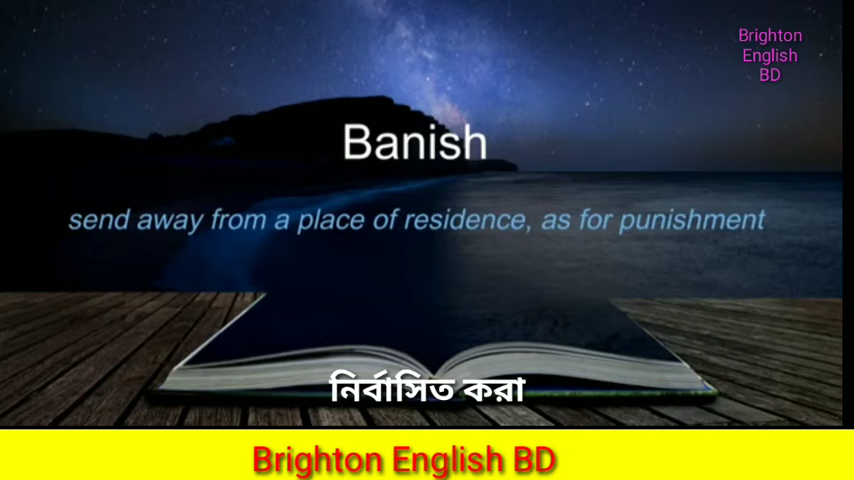 Brighton
English
BD
Banish
send away from a place of residence, as for punishment
নির্বাসিত করা
Brighton English BD